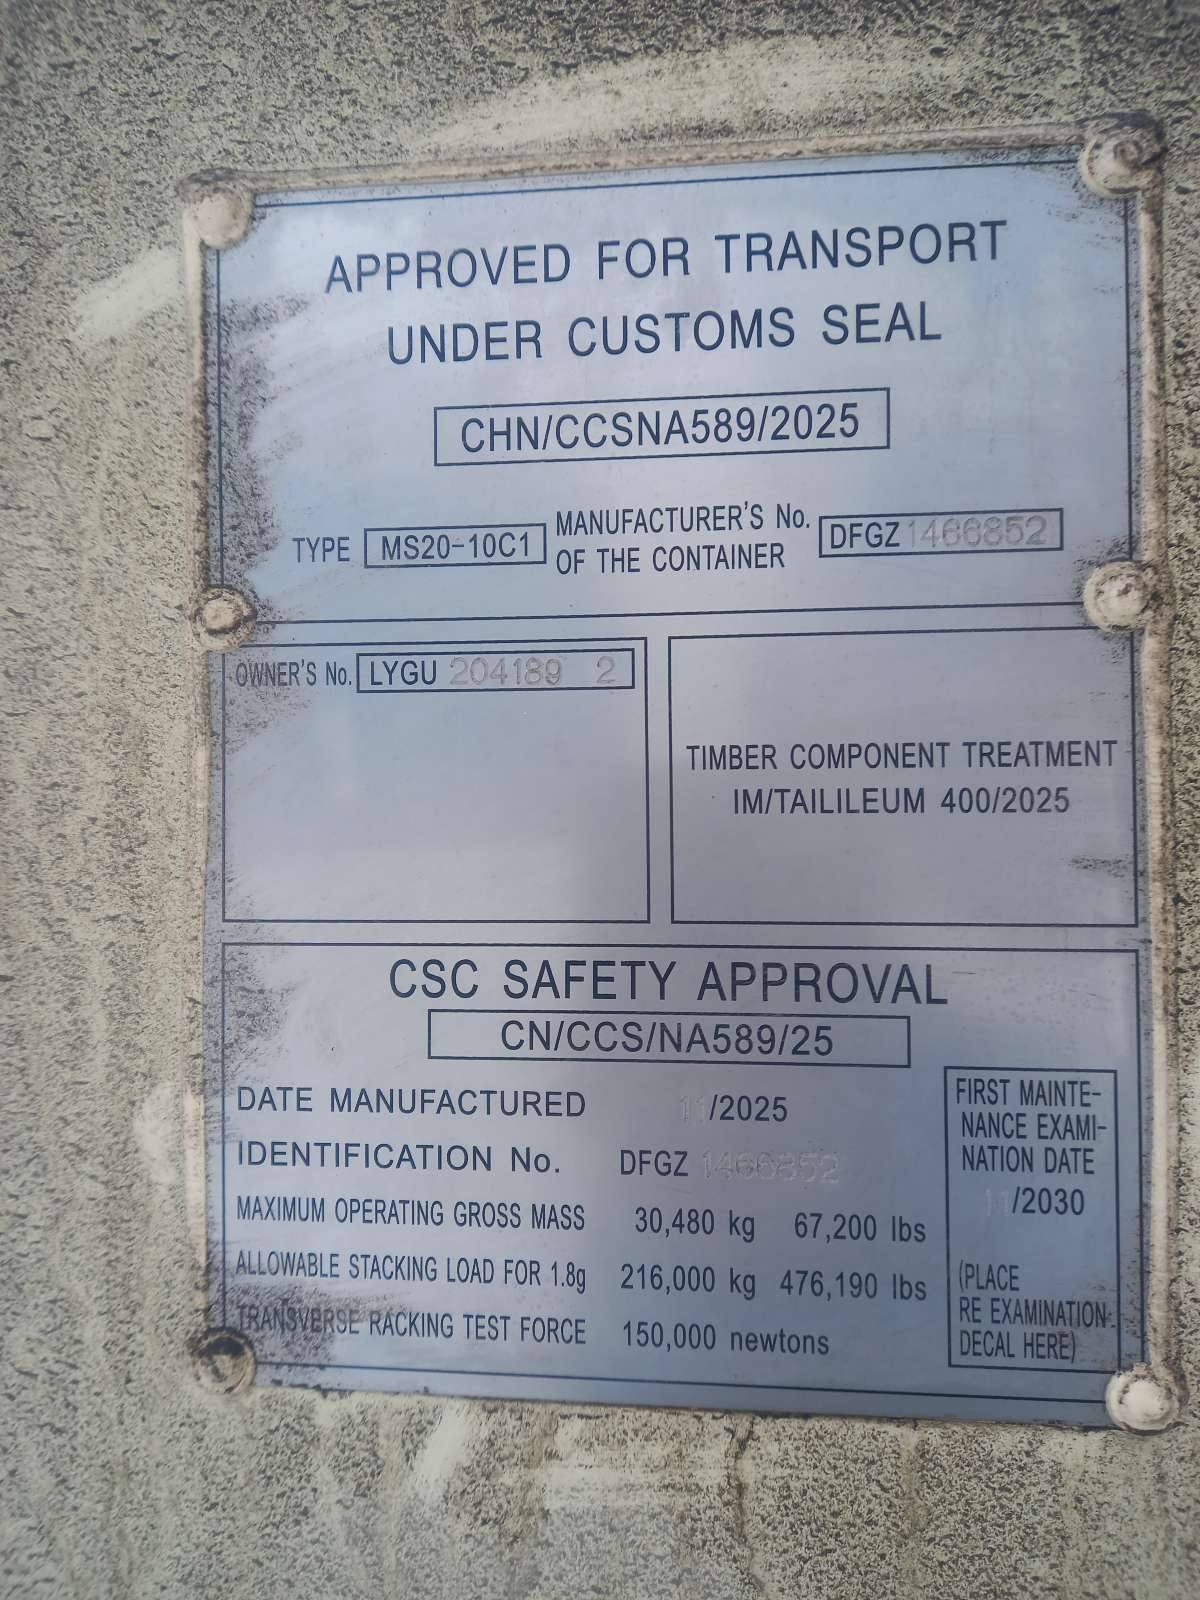 APPROVED FOR TRANSPORT
UNDER CUSTOMS SEAL
CHN/CCSNA589/2025
TYPE MS20-10C1 MANUFACTURER'S No. OF THE CONTAINER DFGZ 1466852
OWNER'S No. LYGU 204189 2
TIMBER COMPONENT TREATMENT
IM/TAILILEUM 400/2025
CSC SAFETY APPROVAL
CN/CCS/NA589/25
DATE MANUFACTURED 11/2025
IDENTIFICATION No. DFGZ 1466852
MAXIMUM OPERATING GROSS MASS 30,480 kg 67,200 lbs
ALLOWABLE STACKING LOAD FOR 1.8g 216,000 kg 476,190 lbs
TRANSVERSE RACKING TEST FORCE 150,000 newtons
FIRST MAINTE-
NANCE EXAMI-
NATION DATE
11/2030
(PLACE
RE EXAMINATION
DECAL HERE)